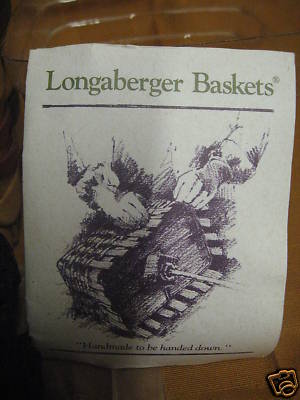 Longaberger Baskets®
"Handmade to be handed down."